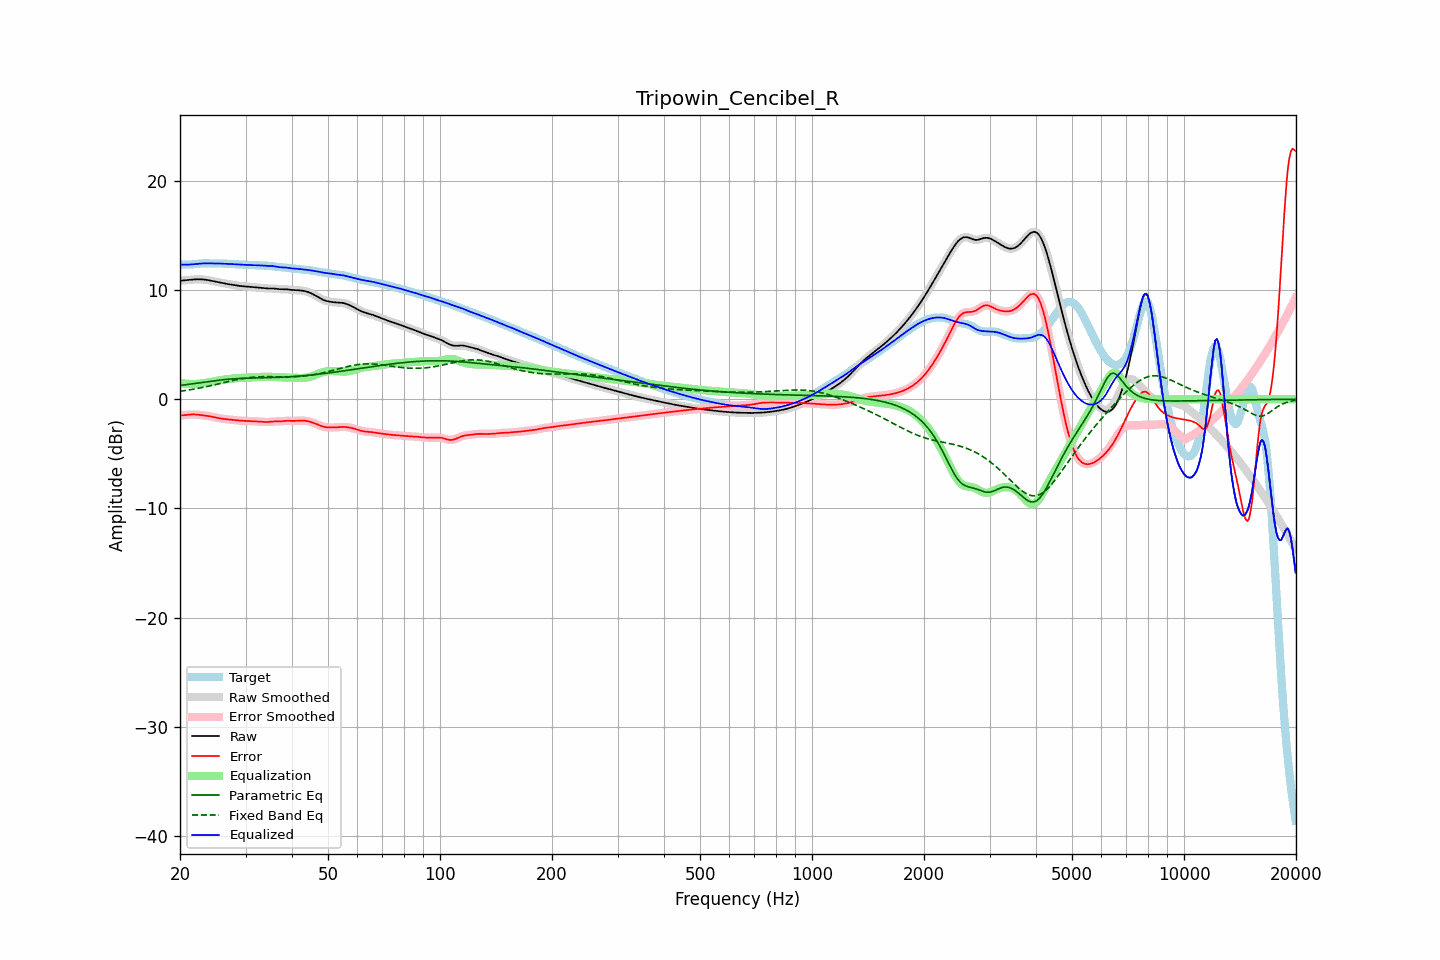 Tripowin_Cencibel_R
Amplitude (dBr)
20
10
0
−10
−20
−30
−40
Target
Raw Smoothed
Error Smoothed
Raw
Error
Equalization
Parametric Eq
Fixed Band Eq
Equalized
20 50 100 200 500 1000 2000 5000 10000 20000
Frequency (Hz)